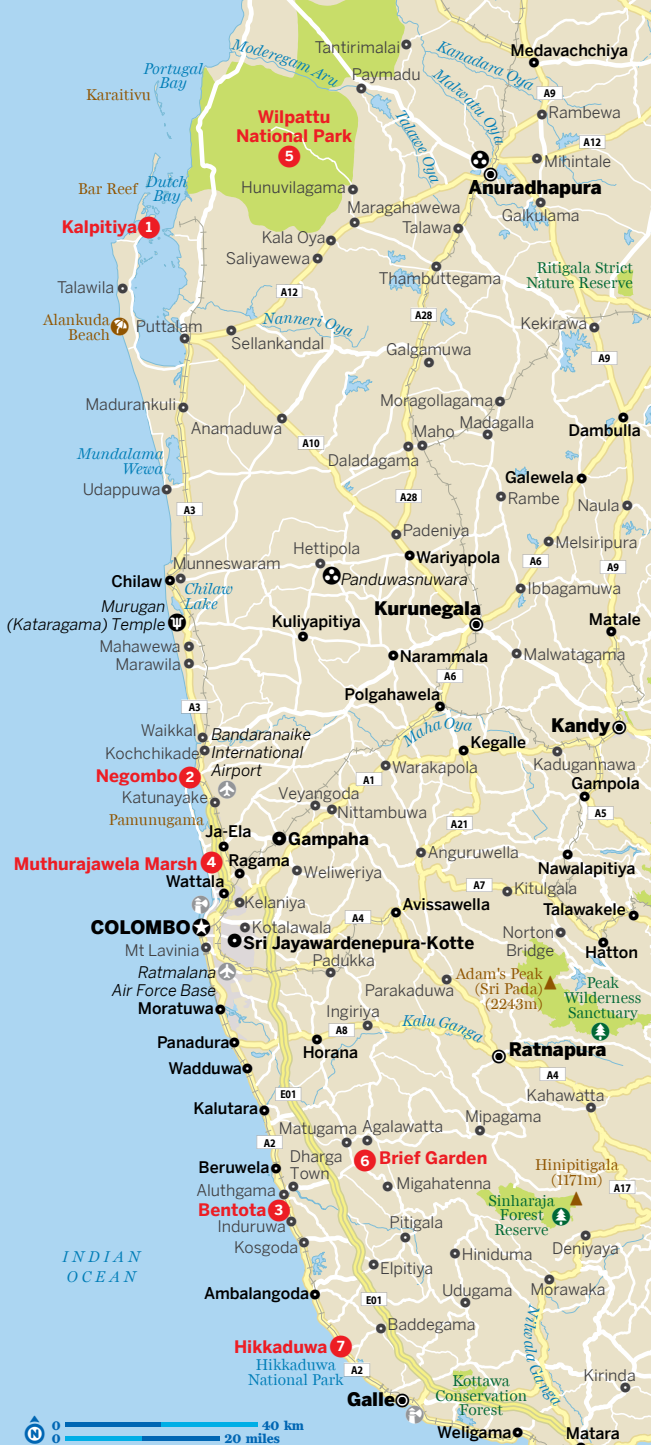 Tantirimalai
Kanadara Oya
Medavachchiya
Moderegam Aru
Portugal
Bay
Paymadu
Malwatu Oya
A9
Karaitivu
Rambewa
Wilpattu
National Park
5
Talawe Oya
A12
Mihintale
Anuradhapura
Bar Reef
Dutch
Bay
Hunuvilagama
Maragahawewa
Galkulama
Kalpitiya 1
Talawa
Kala Oya
Saliyawewa
Thambuttegama
Ritigala Strict
Nature Reserve
Talawila
A12
Nanneri Oya
A28
Alankuda
Beach
Puttalam
Sellankandal
Kekirawa
Galgamuwa
A9
Madurankuli
Moragollagama
Anamaduwa
Madagalla
Dambulla
A10
Maho
Daladagama
Mundalama
Wewa
Galewela
Udappuwa
A28
Rambe
Naula
A3
Padeniya
Melsiripura
Hettipola
Wariyapola
A6
A9
Munneswaram
Panduwasnuwara
Chilaw
Chilaw
Lake
Ibbagamuwa
Murugan
(Kataragama) Temple
Kurunegala
Kuliyapitiya
Matale
Mahawewa
Marawila
Narammala
Malwatagama
A6
Polgahawela
A3
Maha Oya
Kandy
Waikkal
Kochchikade
Bandaranaike
International
Airport
Kegalle
Kadugannawa
Negombo 2
Warakapola
A1
Gampola
Katunayake
Veyangoda
Nittambuwa
Pamunugama
A21
A5
Ja-Ela
Gampaha
Anguruwella
Muthurajawela Marsh 4
Ragama
Weliweriya
Nawalapitiya
Wattala
A7
Kitulgala
Kelaniya
Avissawella
Talawakele
COLOMBO
Kotalawala
A4
Norton
Bridge
Sri Jayawardenepura-Kotte
Hatton
Mt Lavinia
Padukka
Ratmalana
Air Force Base
Parakaduwa
Adam's Peak
(Sri Pada)
(2243m)
Peak
Wilderness
Sanctuary
Moratuwa
Ingiriya
Kalu Ganga
A8
Panadura
Horana
Ratnapura
Wadduwa
A4
E01
Kahawatta
Kalutara
Mipagama
A2
Matugama
Agalawatta
Dharga
Town
6 Brief Garden
Beruwela
Hinipitigala
(1171m)
Aluthgama
Migahatenna
A17
Bentota 3
Sinharaja
Forest
Reserve
Induruwa
Pitigala
Kosgoda
Hiniduma
Deniyaya
INDIAN
OCEAN
Elpitiya
Morawaka
Ambalangoda
E01
Udugama
Baddegama
Nilwala Ganga
Hikkaduwa 7
Hikkaduwa
National Park
A2
Kottawa
Conservation
Forest
Kirinda
Galle
N
0 40 km
0 20 miles
Weligama
Matara